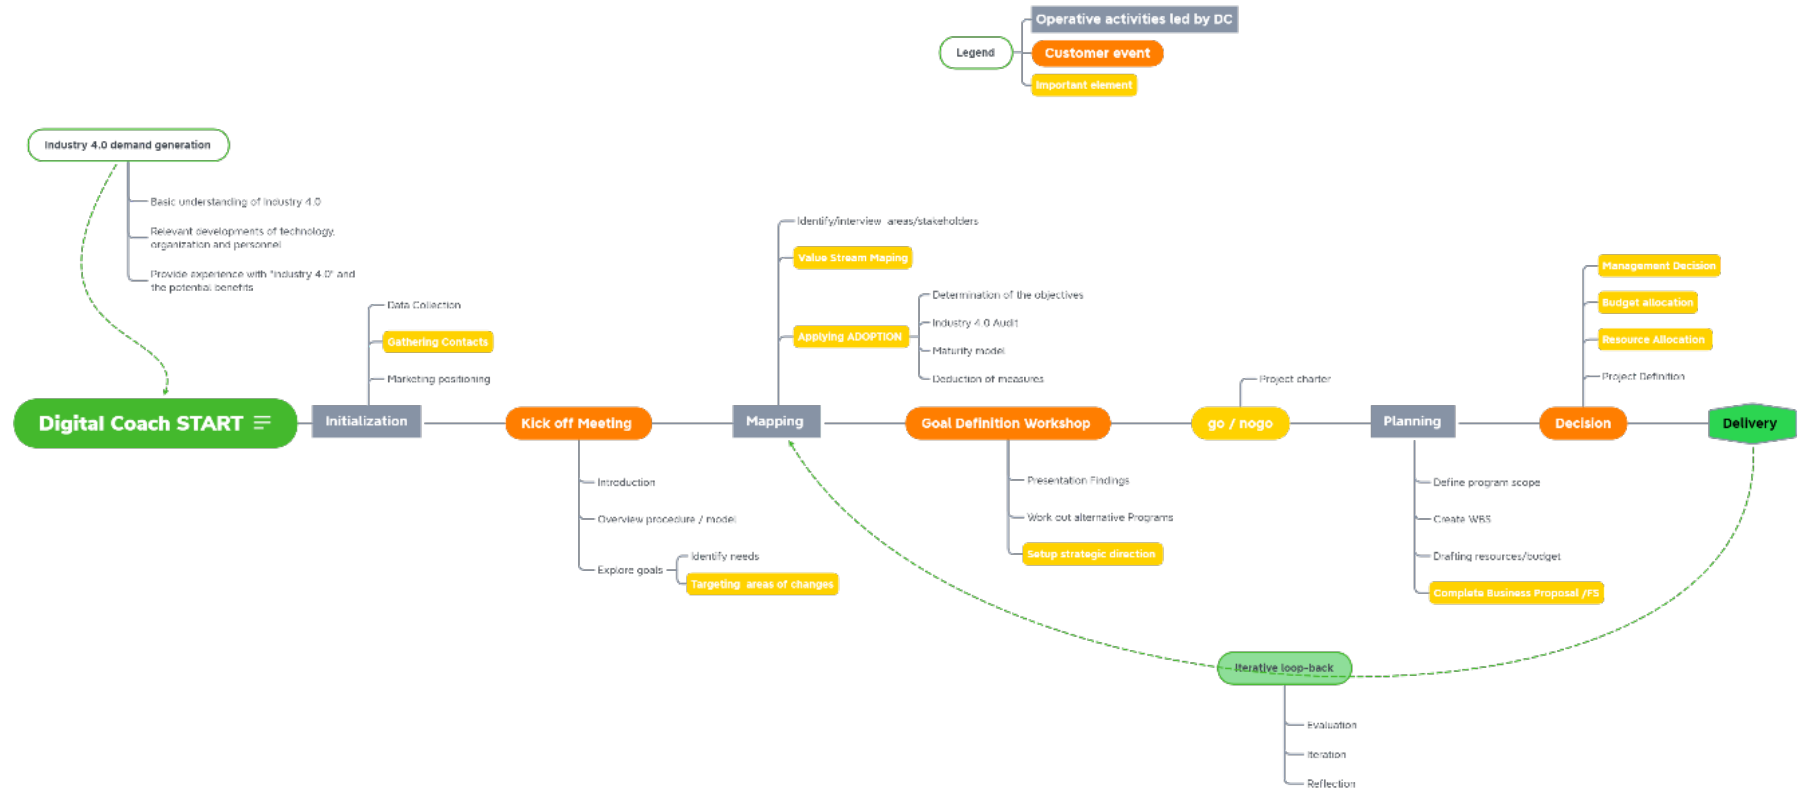 Operative activities led by DC
Legend
Customer event
Important element
Industry 4.0 demand generation
Basic understanding of Industry 4.0
Relevant developments of technology,
organization and personnel
Provide experience with "Industry 4.0" and
the potential benefits
Data Collection
Gathering Contacts
Marketing positioning
Identify/interview areas/stakeholders
Value Stream Maping
Applying ADOPTION
Determination of the objectives
Industry 4.0 Audit
Maturity model
Deduction of measures
Project charter
Management Decision
Budget allocation
Resource Allocation
Project Definition
Digital Coach START
Initialization
Kick off Meeting
Mapping
Goal Definition Workshop
go / nogo
Planning
Decision
Delivery
Introduction
Overview procedure / model
Explore goals
Identify needs
Targeting areas of changes
Presentation Findings
Work out alternative Programs
Setup strategic direction
Define program scope
Create WBS
Drafting resources/budget
Complete Business Proposal /FS
Iterative loop-back
Evaluation
Iteration
Reflection